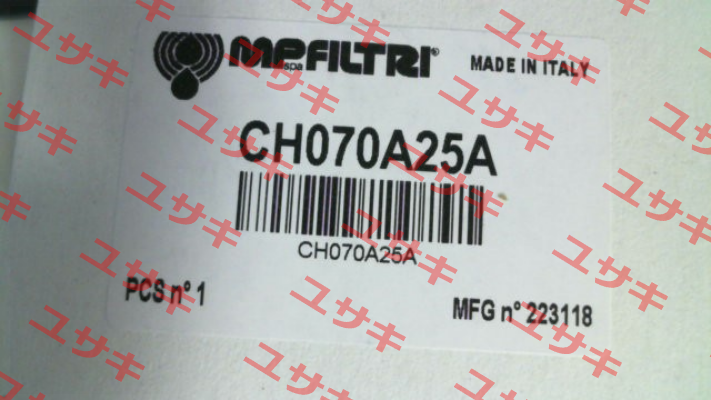 MPFILTRI®
spa
MADE IN ITALY
CH070A25A
CH070A25A
PCS n° 1
MFG n° 223118
ユサキ